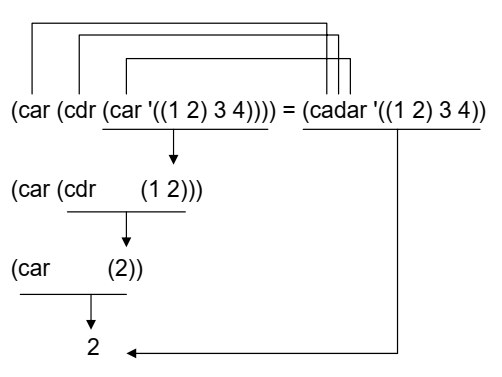 (car (cdr (car '((1 2) 3 4)))) = (cadar '((1 2) 3 4))
(car (cdr (1 2)))
(car (2))
2